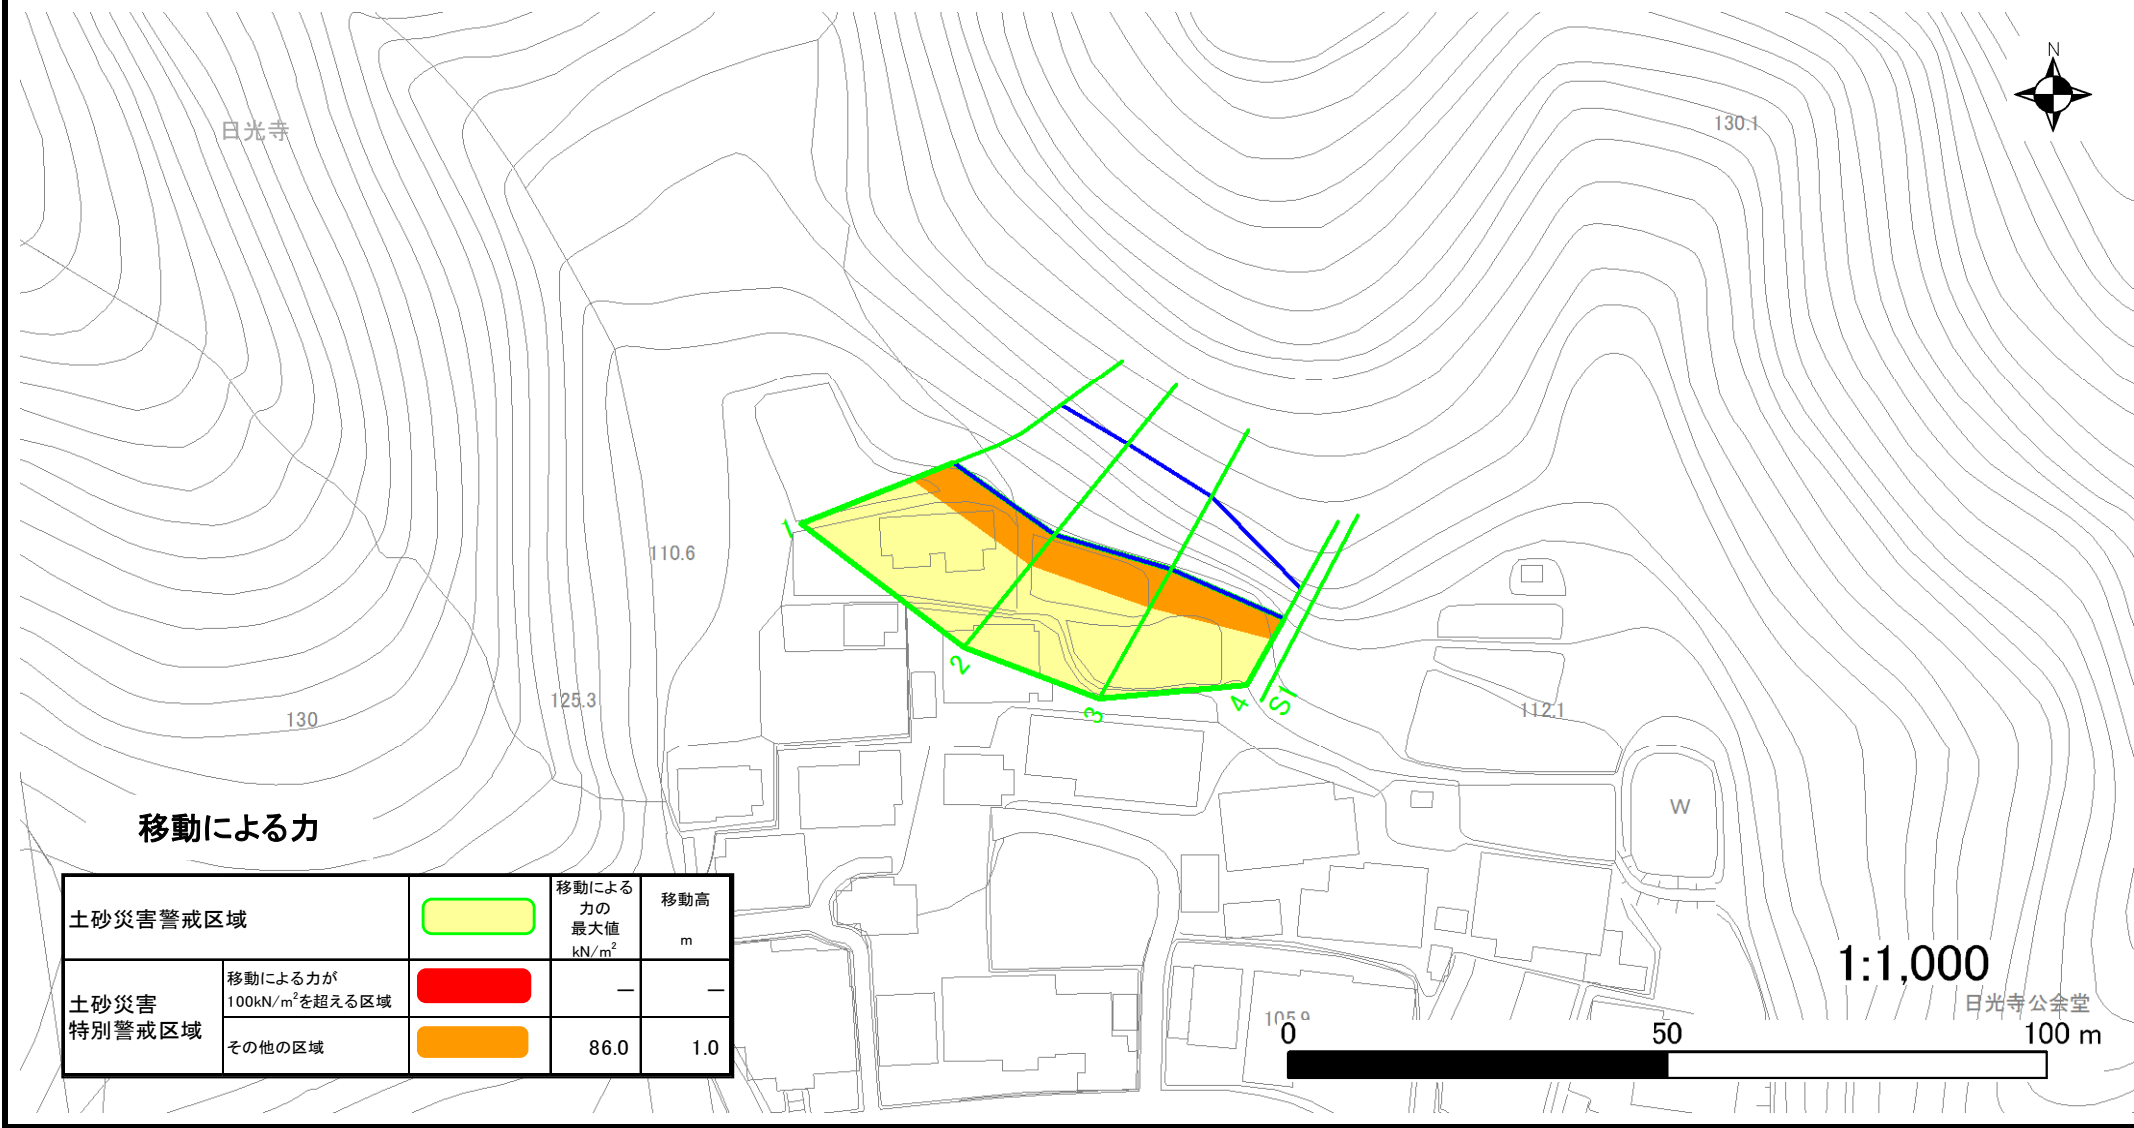 N
日光寺
130.1
110.6
1
2
3
4
S1
125.3
130
112.1
W
移動による力
土砂災害警戒区域
移動による
力の
最大値
kN/m²
移動高
m
土砂災害
特別警戒区域
移動による力が
100kN/m²を超える区域
—
—
その他の区域
86.0
1.0
1:1,000
日光寺公会堂
105.9
0
50
100 m